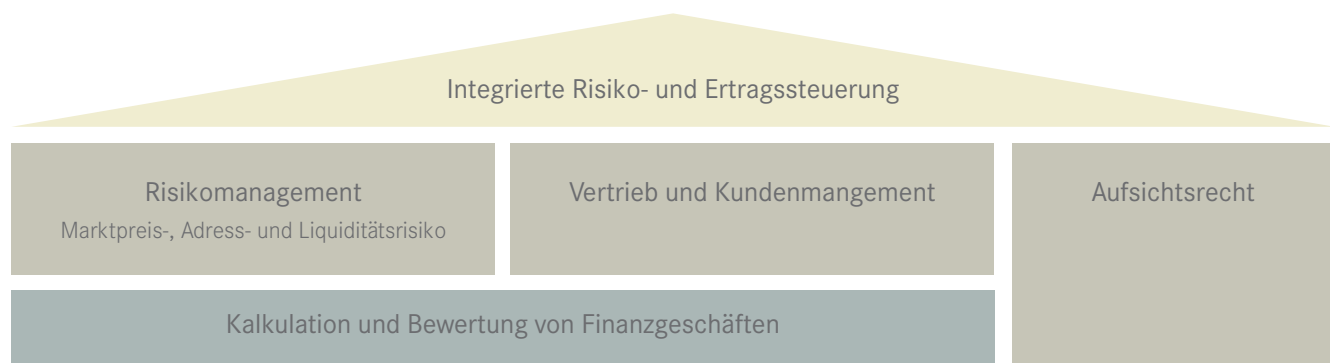 Integrierte Risiko- und Ertragssteuerung
Risikomanagement
Marktpreis-, Adress- und Liquiditätsrisiko
Vertrieb und Kundenmangement
Aufsichtsrecht
Kalkulation und Bewertung von Finanzgeschäften